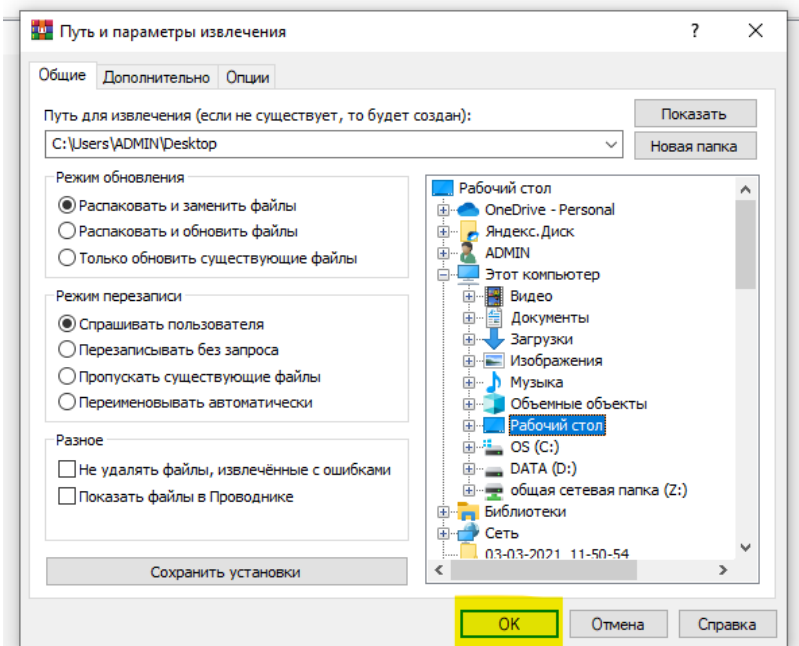 Путь и параметры извлечения
?
Общие Дополнительно Опции
Путь для извлечения (если не существует, то будет создан):
Показать
C:\Users\ADMIN\Desktop
Новая папка
Режим обновления
Распаковать и заменить файлы
Распаковать и обновить файлы
Только обновить существующие файлы
Режим перезаписи
Спрашивать пользователя
Перезаписывать без запроса
Пропускать существующие файлы
Переименовывать автоматически
Разное
Не удалять файлы, извлечённые с ошибками
Показать файлы в Проводнике
Сохранить установки
Рабочий стол
OneDrive - Personal
Яндекс.Диск
ADMIN
Этот компьютер
Видео
Документы
Загрузки
Изображения
Музыка
Объемные объекты
Рабочий стол
OS (C:)
DATA (D:)
общая сетевая папка (Z:)
Библиотеки
Сеть
03-03-2021_11-50-54
OK Отмена Справка